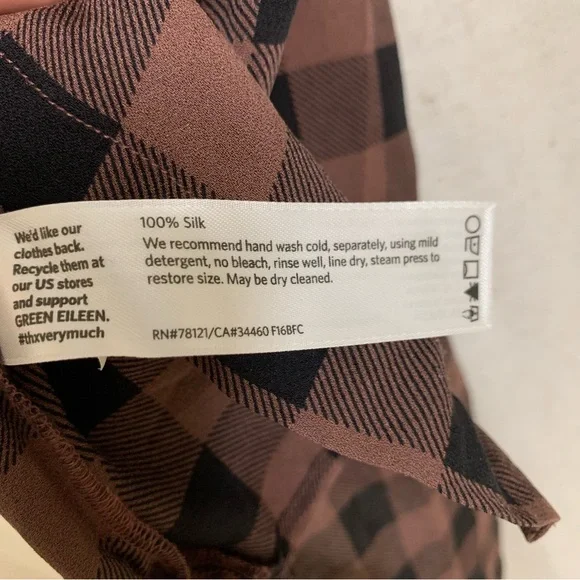 We'd like our
clothes back.
Recycle them at
our US stores
and support
GREEN EILEEN.
#thxverymuch
100% Silk
We recommend hand wash cold, separately, using mild
detergent, no bleach, rinse well, line dry, steam press to
restore size. May be dry cleaned.
RN#78121/CA#34460 F16BFC